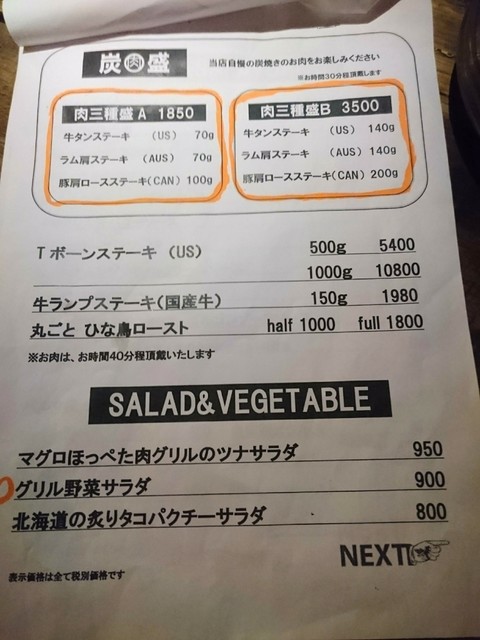 炭㊁盛 当店自慢の炭焼きのお肉をお楽しみください
※お時間30分程頂戴します
肉三種盛A 1850
牛タンステーキ (US) 70g
ラム肩ステーキ (AUS) 70g
豚肩ロースステーキ(CAN) 100g
肉三種盛B 3500
牛タンステーキ (US) 140g
ラム肩ステーキ (AUS) 140g
豚肩ロースステーキ(CAN) 200g
Tボーンステーキ (US) 500g 5400
1000g 10800
牛ランプステーキ(国産牛) 150g 1980
丸ごと ひな鳥ロースト half 1000 full 1800
※お肉は、お時間40分程頂戴いたします
SALAD&VEGETABLE
マグロほっぺた肉グリルのツナサラダ 950
グリル野菜サラダ 900
北海道の炙りタコパクチーサラダ 800
NEXT
表示価格は全て税別価格です